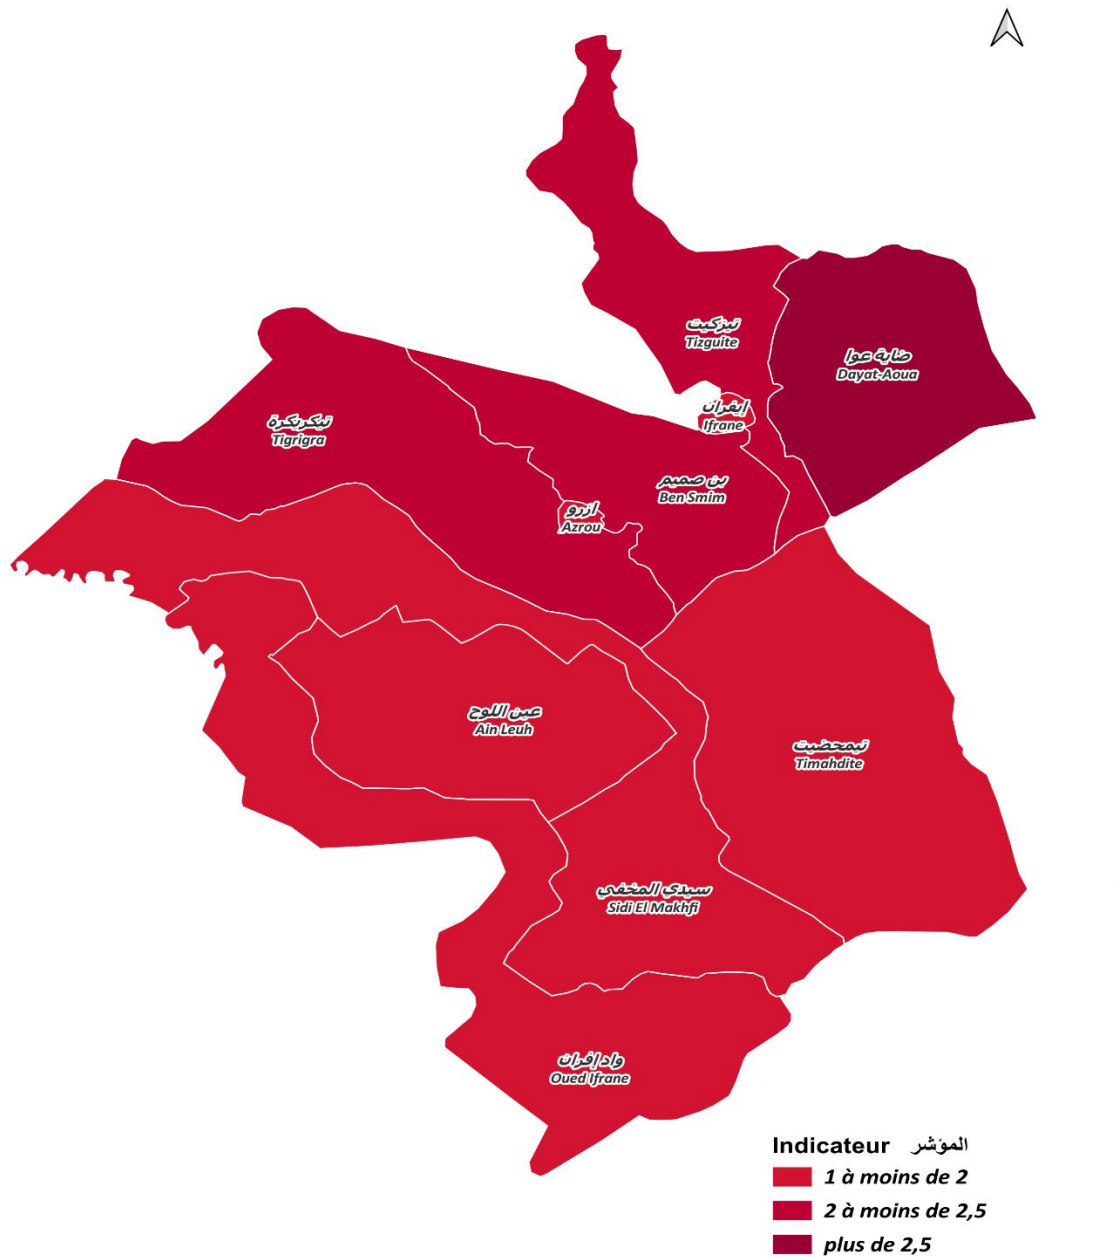 تيزكيت
Tizguite
ضاية عوا
Dayat-Aoua
إيفران
Ifrane
تيكريكرة
Tigrigra
بن صميم
Ben Smim
ازرو
Azrou
عين اللوح
Ain Leuh
تيمحضيت
Timahdite
سيدي المخفي
Sidi El Makhfi
واد إفران
Oued Ifrane
Indicateur المؤشر
1 à moins de 2
2 à moins de 2,5
plus de 2,5